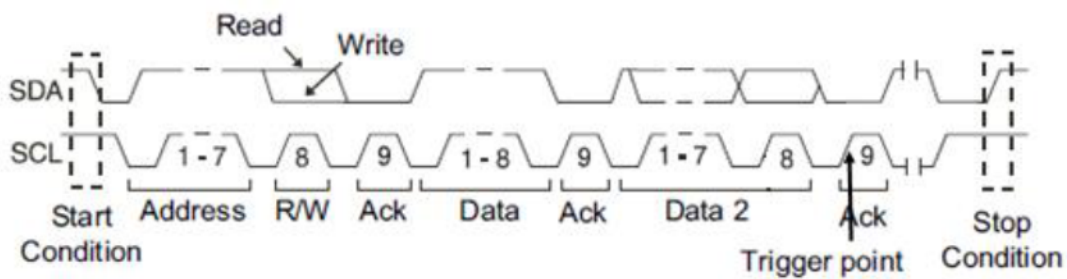 Read
Write
SDA
SCL 1 - 7 8 9 1 - 8 9 1 - 7 8 9
Start Condition
Address R/W Ack Data Ack Data 2 Ack
Trigger point
Stop Condition